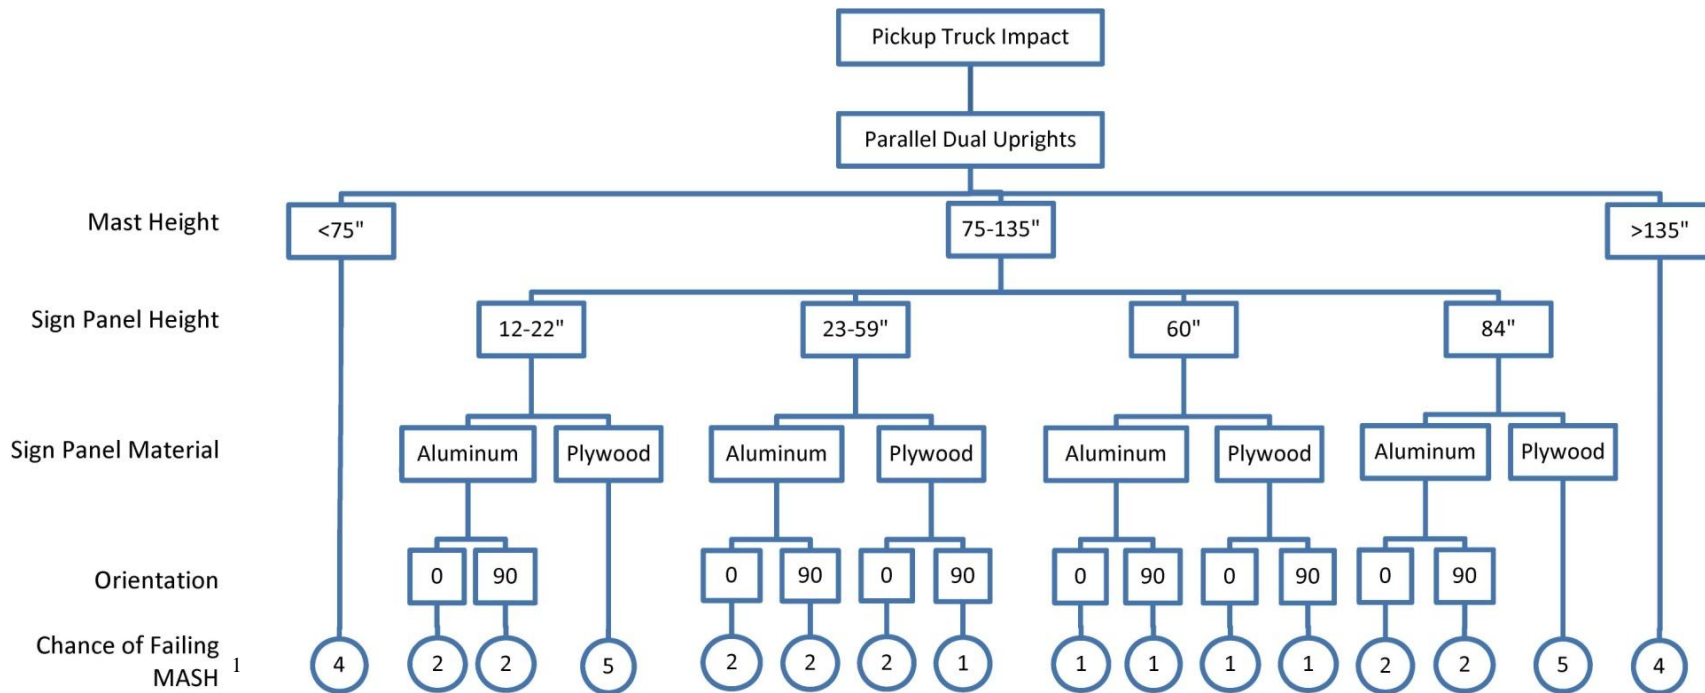 Pickup Truck Impact
Parallel Dual Uprights
Mast Height <75" 75-135" >135"
Sign Panel Height 12-22" 23-59" 60" 84"
Sign Panel Material Aluminum Plywood Aluminum Plywood Aluminum Plywood Aluminum Plywood
Orientation 0 90 0 90 0 90 0 90 0 90 0 90
Chance of Failing
MASH 1 4 2 2 5 2 2 2 1 1 1 1 1 2 2 5 4